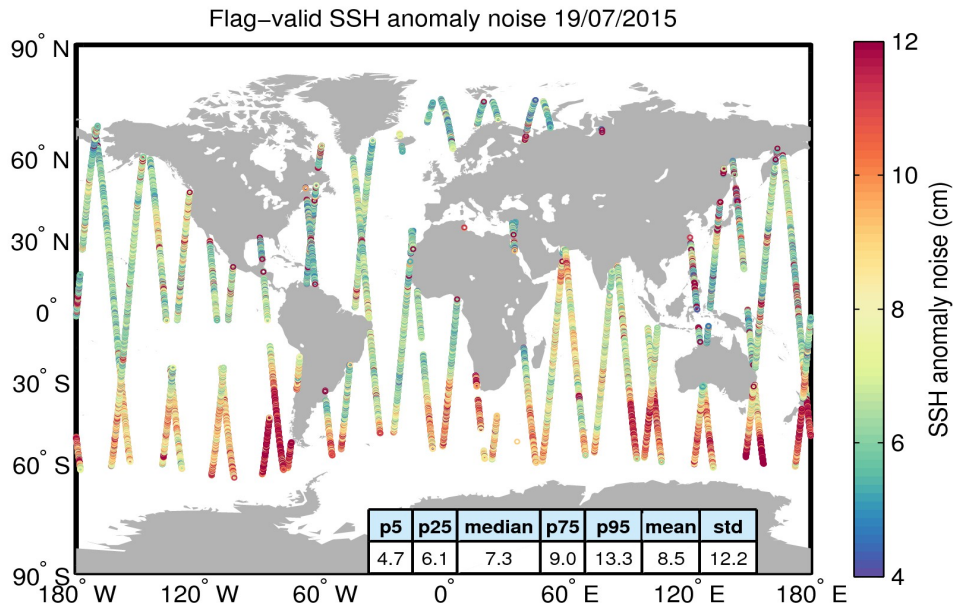 Flag−valid SSH anomaly noise 19/07/2015
90° N
60° N
30° N
0°
30° S
60° S
90° S
180° W 120° W 60° W 0° 60° E 120° E 180° E
p5 p25 median p75 p95 mean std
4.7 6.1 7.3 9.0 13.3 8.5 12.2
12
10
8
6
4
SSH anomaly noise (cm)